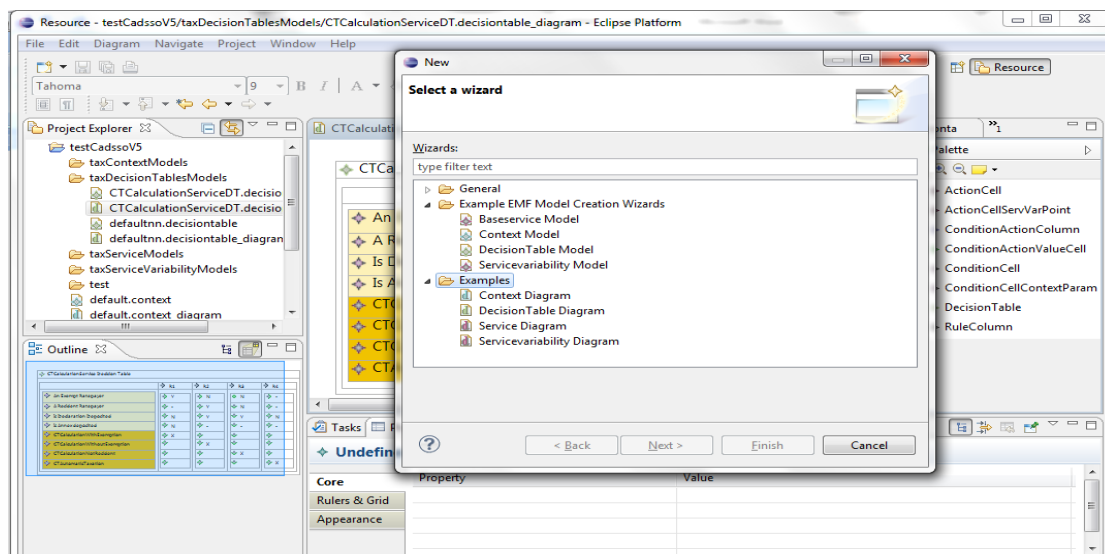 Resource - testCadssoV5/taxDecisionTablesModels/CTCalculationServiceDT.decisiontable_diagram - Eclipse Platform
File Edit Diagram Navigate Project Window Help
Tahoma 9 B I A
Resource
Project Explorer
testCadssoV5
taxContextModels
taxDecisionTablesModels
CTCalculationServiceDT.decisio
CTCalculationServiceDT.decisio
defaultnn.decisiontable
defaultnn.decisiontable_diagran
taxServiceModels
taxServiceVariabilityModels
test
default.context
default.context_diagram
Outline
CTCalculati
CTCa
An
A R
Is D
Is A
CTC
CTC
CTC
CTA
New
Select a wizard
Wizards:
type filter text
General
Example EMF Model Creation Wizards
Baseservice Model
Context Model
DecisionTable Model
Servicevariability Model
Examples
Context Diagram
DecisionTable Diagram
Service Diagram
Servicevariability Diagram
?
< Back Next > Finish Cancel
onta »1
alette
ActionCell
ActionCellServVarPoint
ConditionActionColumn
ConditionActionValueCell
ConditionCell
ConditionCellContextParam
DecisionTable
RuleColumn
Tasks P
Undefin
Core
Rulers & Grid
Appearance
Property Value